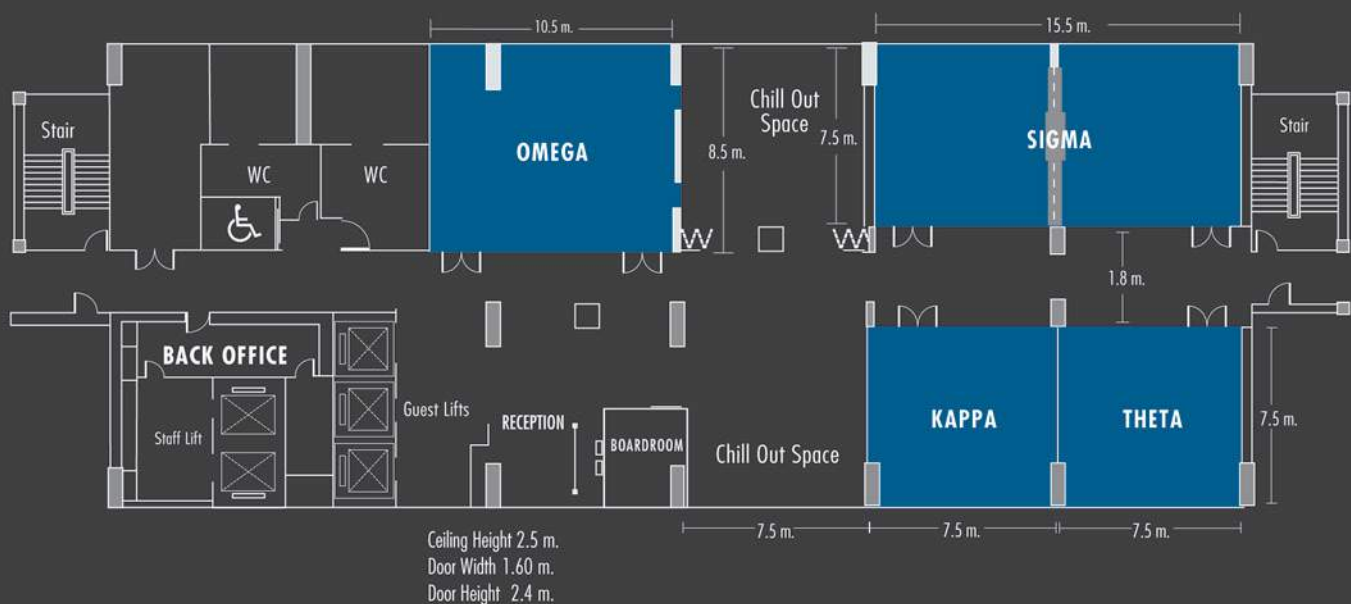 10.5 m.
15.5 m.
Stair
WC
WC
OMEGA
8.5 m.
Chill Out
Space
7.5 m.
SIGMA
Stair
1.8 m.
BACK OFFICE
Staff Lift
Guest Lifts
RECEPTION
BOARDROOM
Chill Out Space
KAPPA
THETA
7.5 m.
7.5 m.
7.5 m.
7.5 m.
Ceiling Height 2.5 m.
Door Width 1.60 m.
Door Height 2.4 m.